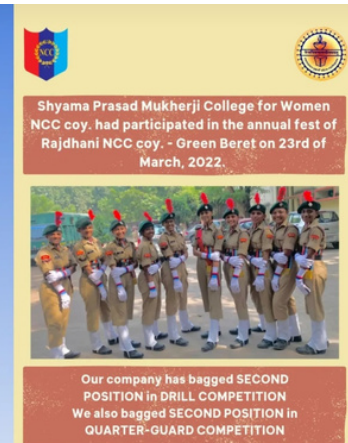 NCC
Shyama Prasad Mukherji College for Women
NCC coy. had participated in the annual fest of
Rajdhani NCC coy. - Green Beret on 23rd of
March, 2022.
Our company has bagged SECOND
POSITION in DRILL COMPETITION
We also bagged SECOND POSITION in
QUARTER-GUARD COMPETITION